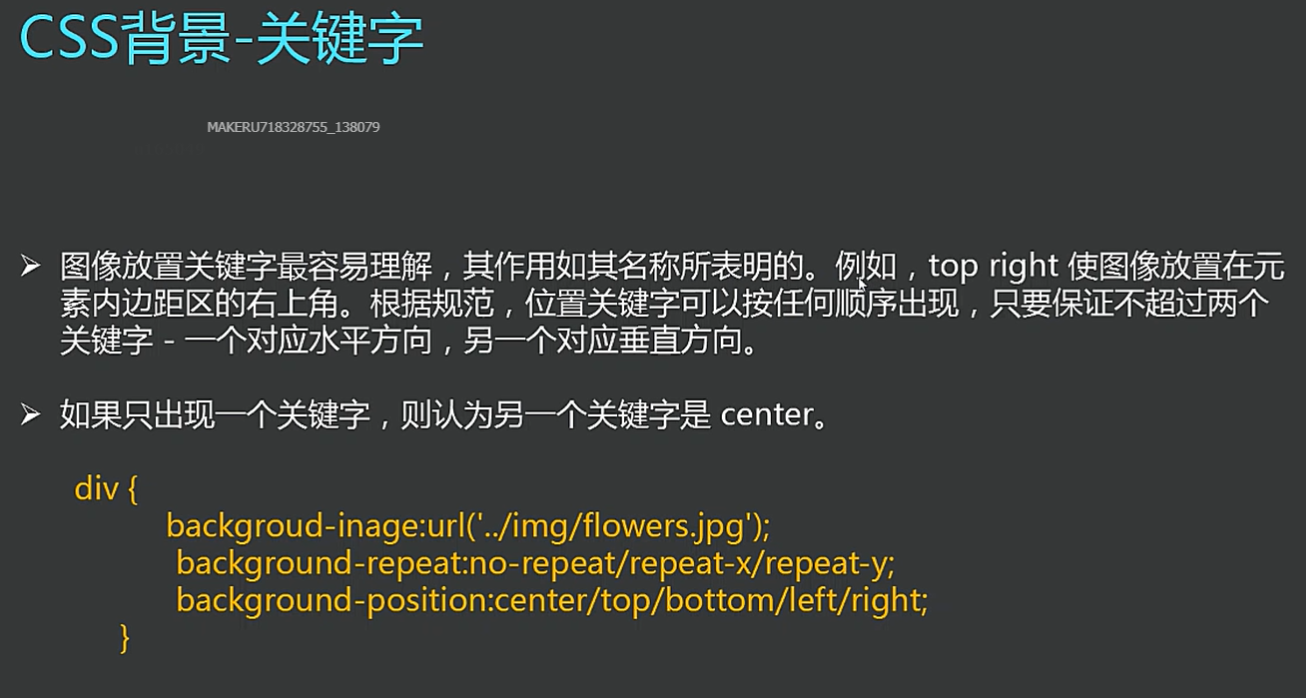 CSS背景-关键字
MAKERU718328755_138079
➢ 图像放置关键字最容易理解，其作用如其名称所表明的。例如，top right 使图像放置在元
素内边距区的右上角。根据规范，位置关键字可以按任何顺序出现，只要保证不超过两个
关键字 - 一个对应水平方向，另一个对应垂直方向。
➢ 如果只出现一个关键字，则认为另一个关键字是 center。
div {
backgroud-inage:url('../img/flowers.jpg');
background-repeat:no-repeat/repeat-x/repeat-y;
background-position:center/top/bottom/left/right;
}